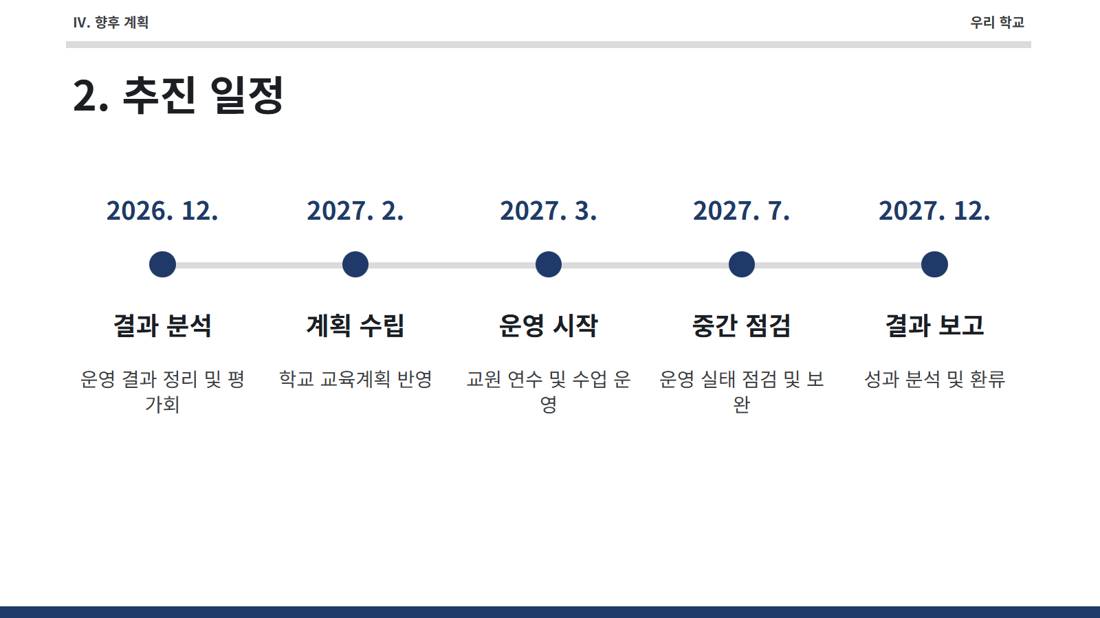 Ⅳ. 향후 계획
우리 학교
2. 추진 일정
2026. 12.
2027. 2.
2027. 3.
2027. 7.
2027. 12.
결과 분석
계획 수립
운영 시작
중간 점검
결과 보고
운영 결과 정리 및 평
가회
학교 교육계획 반영
교원 연수 및 수업 운
영
운영 실태 점검 및 보
완
성과 분석 및 환류